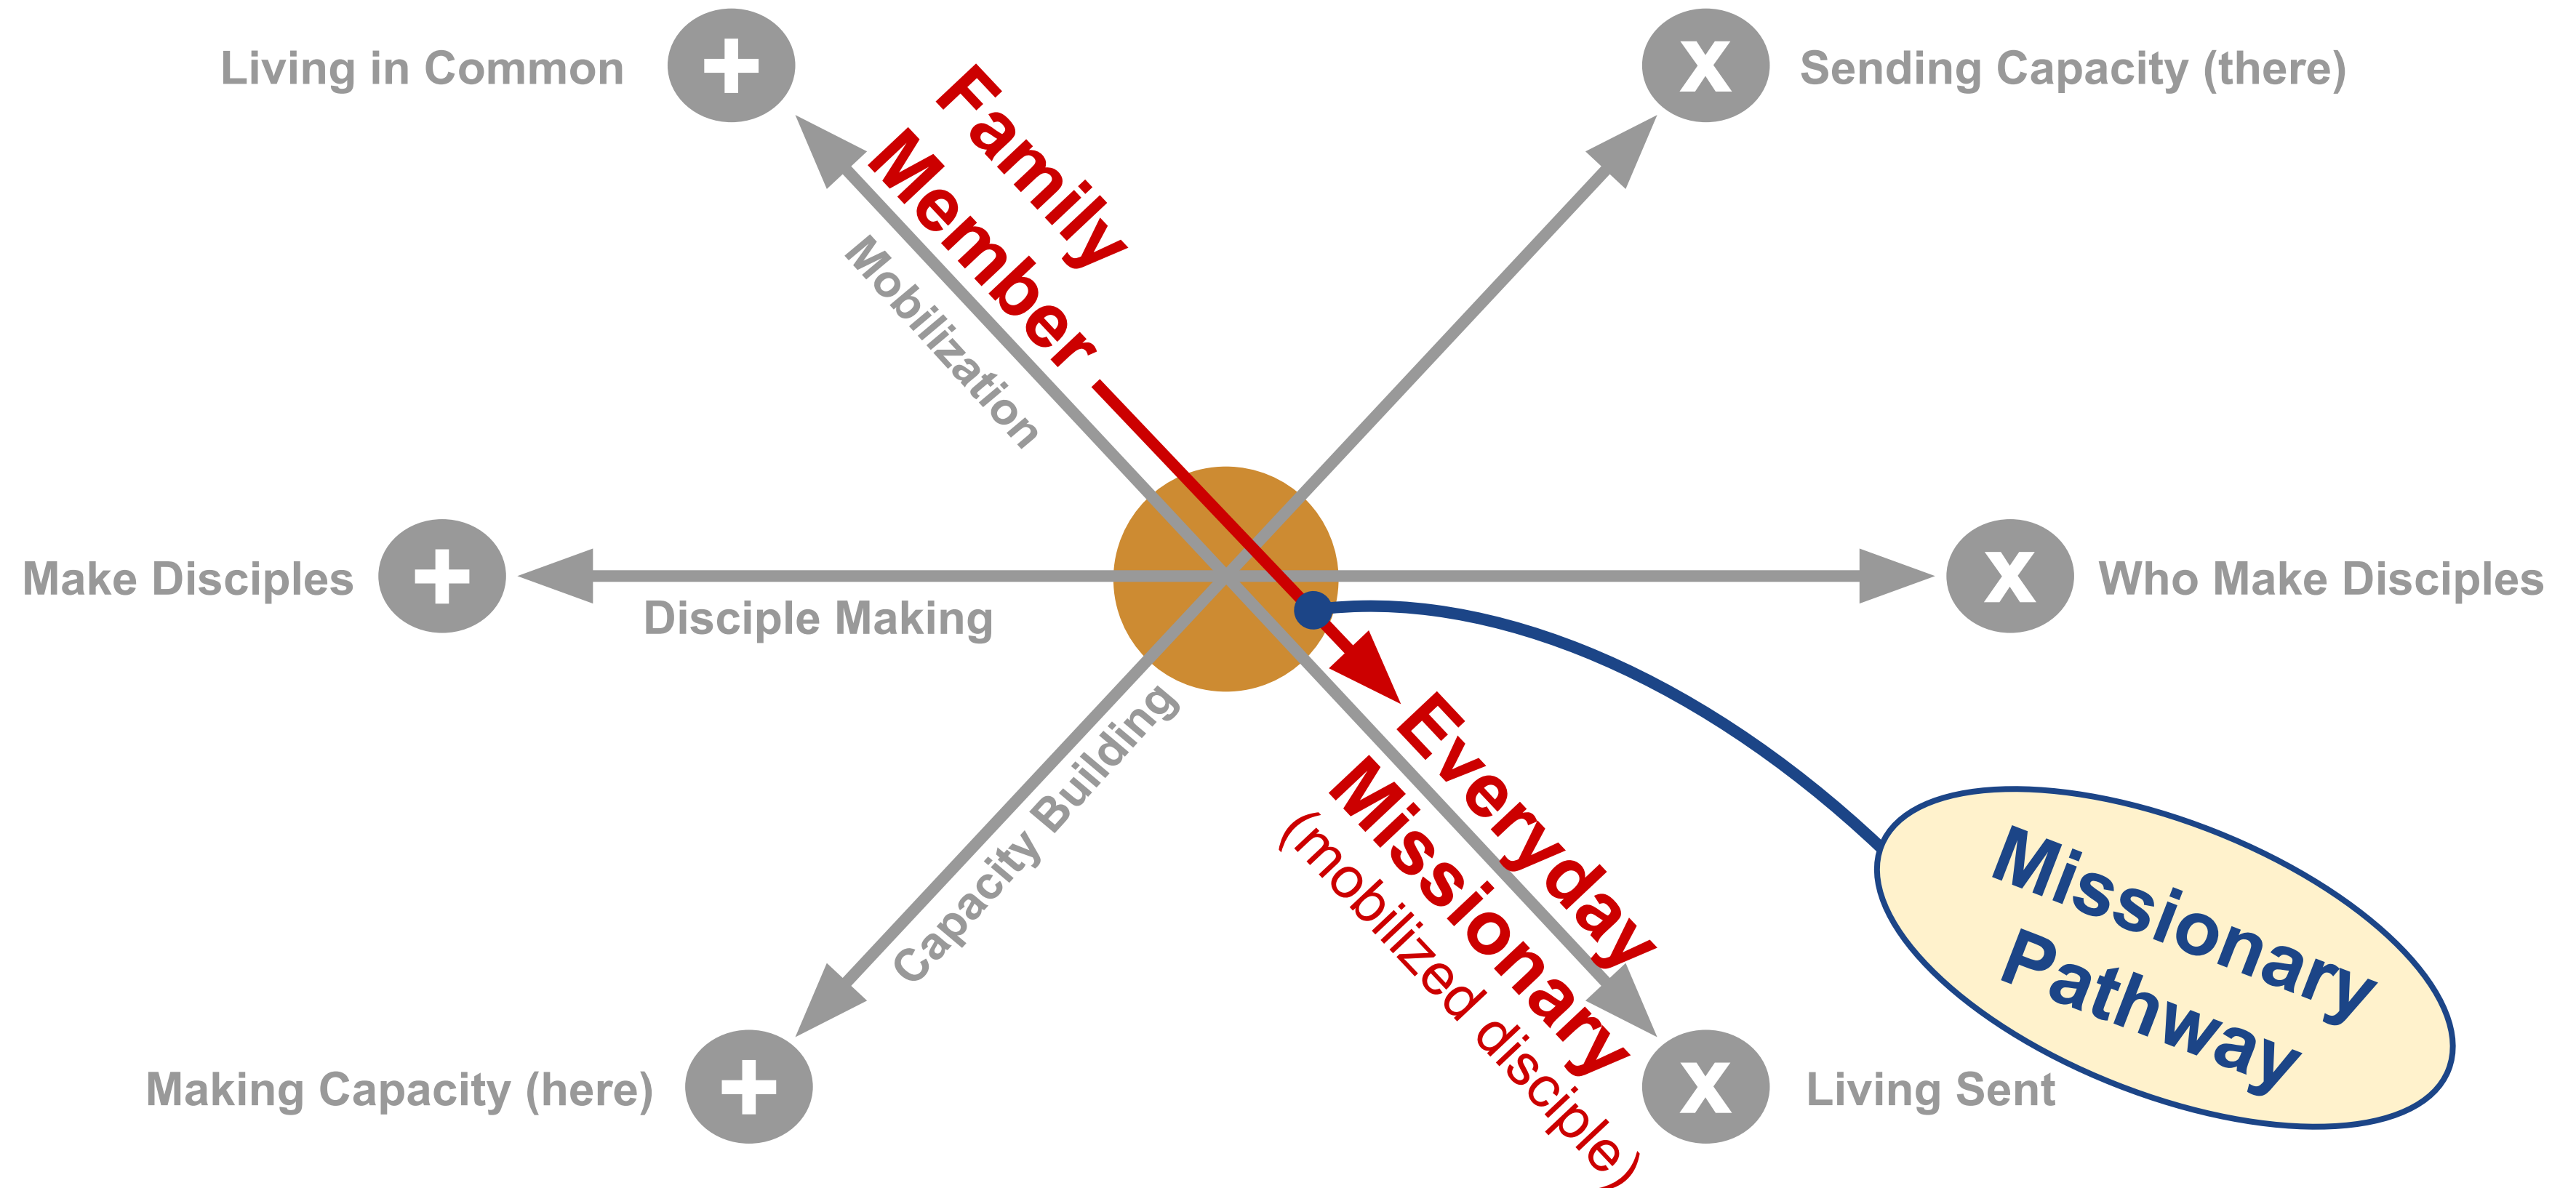 Living in Common
+
x
Sending Capacity (there)
Family
Member
Mobilization
Make Disciples
+
Disciple Making
x
Who Make Disciples
Capacity Building
Everyday
Missionary
(mobilized disciple)
Missionary
Pathway
Making Capacity (here)
+
x
Living Sent